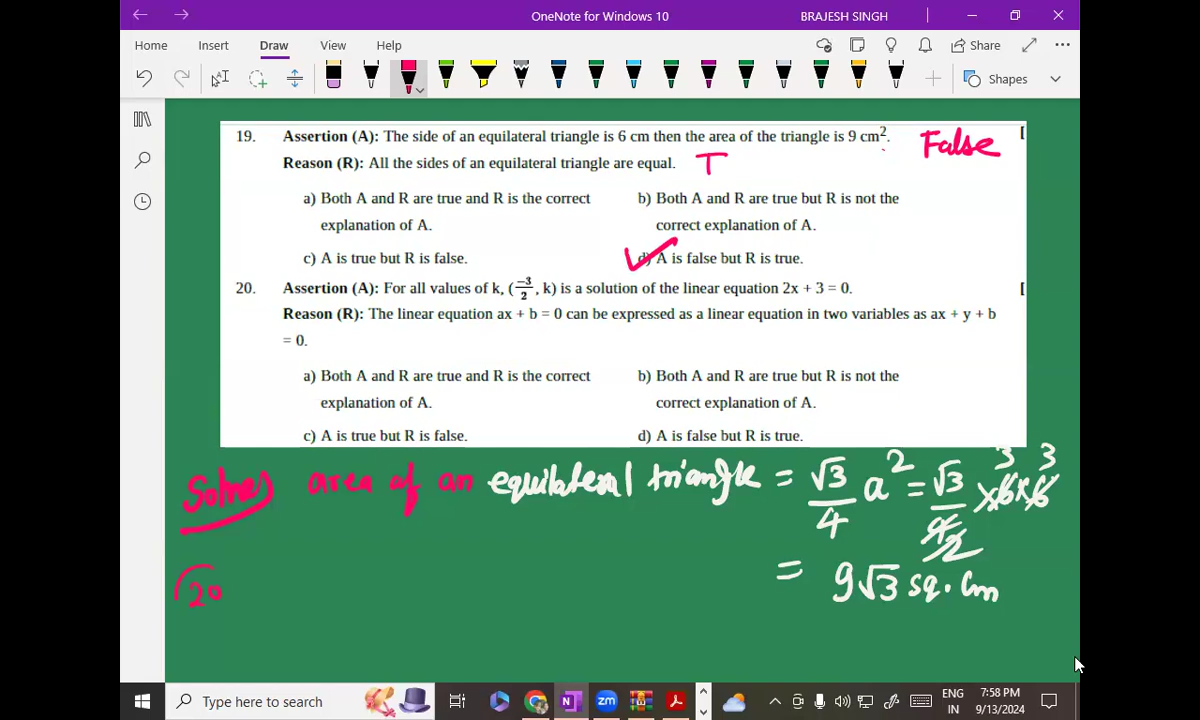 OneNote for Windows 10
BRAJESH SINGH
Home Insert Draw View Help
Share
Shapes
19. Assertion (A): The side of an equilateral triangle is 6 cm then the area of the triangle is 9 cm². [
False
Reason (R): All the sides of an equilateral triangle are equal.
T
a) Both A and R are true and R is the correct
explanation of A.
b) Both A and R are true but R is not the
correct explanation of A.
c) A is true but R is false.
d) A is false but R is true.
20. Assertion (A): For all values of k, (-3/2, k) is a solution of the linear equation 2x + 3 = 0. [
Reason (R): The linear equation ax + b = 0 can be expressed as a linear equation in two variables as ax + y + b
= 0.
a) Both A and R are true and R is the correct
explanation of A.
b) Both A and R are true but R is not the
correct explanation of A.
c) A is true but R is false.
d) A is false but R is true.
area of an equilateral triangle = √3/4 a² = √3/4 × 6 × 6
2 3 3
= 9√3 sq. cm
20
Type here to search
ENG
IN
7:58 PM
9/13/2024